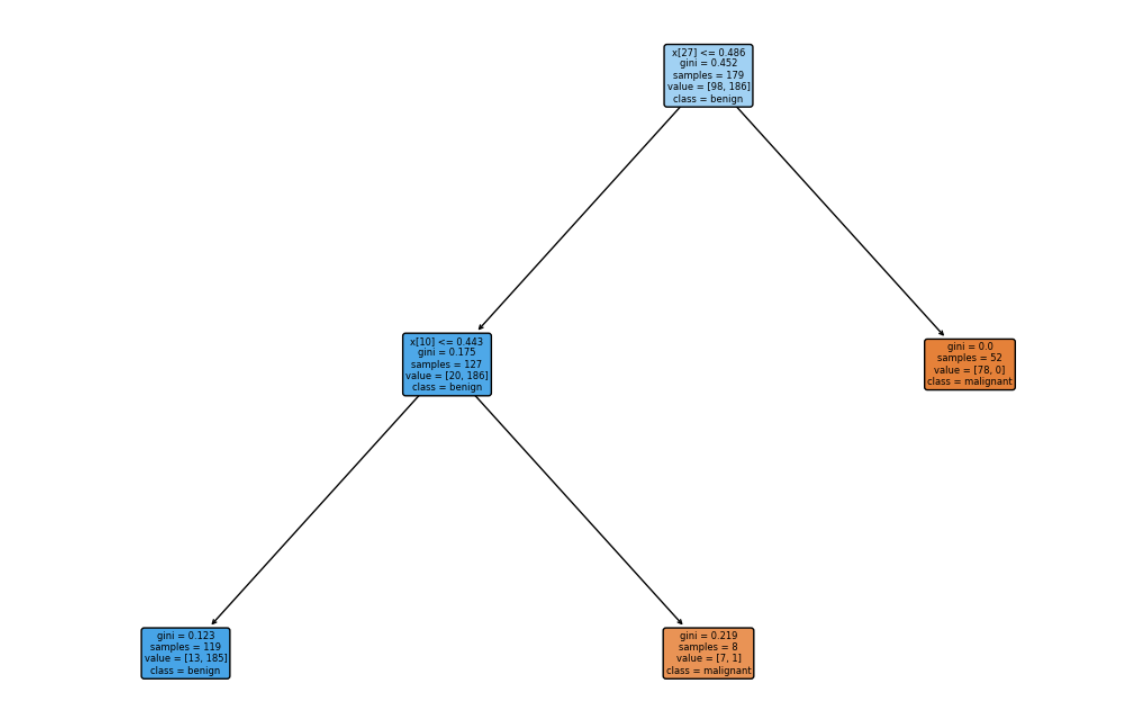 x[27] <= 0.486
gini = 0.452
samples = 179
value = [98, 186]
class = benign
x[10] <= 0.443
gini = 0.175
samples = 127
value = [20, 186]
class = benign
gini = 0.0
samples = 52
value = [78, 0]
class = malignant
gini = 0.123
samples = 119
value = [13, 185]
class = benign
gini = 0.219
samples = 8
value = [7, 1]
class = malignant